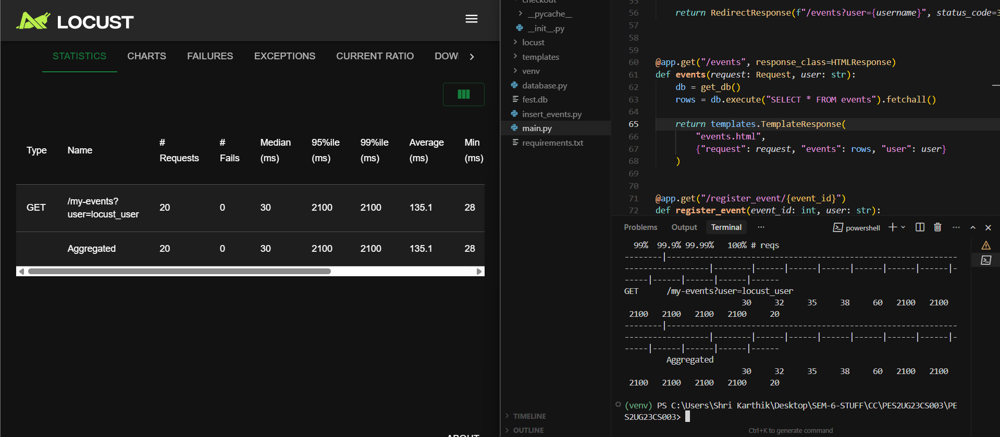 LOCUST
STATISTICS CHARTS FAILURES EXCEPTIONS CURRENT RATIO
Type Name # Requests # Fails Median (ms) 95%ile (ms) 99%ile (ms) Average (ms) Min (ms)
GET /my-events?user=locust_user 20 0 30 2100 2100 135.1 28
Aggregated 20 0 30 2100 2100 135.1 28
ABOUT
checkout
__pycache__
__init__.py
locust
templates
venv
database.py
fest.db
insert_events.py
main.py
requirements.txt
TIMELINE
OUTLINE
55
56 return RedirectResponse(f"/events?user={username}", status_code=3
57
58
59
60 @app.get("/events", response_class=HTMLResponse)
61 def events(request: Request, user: str):
62 db = get_db()
63 rows = db.execute("SELECT * FROM events").fetchall()
64
65 return templates.TemplateResponse(
66 "events.html",
67 {"request": request, "events": rows, "user": user}
68 )
69
70
71 @app.get("/register_event/{event_id}")
72 def register_event(event_id: int, user: str):
Problems Output Terminal ··· powershell
99% 99.9% 99.99% 100% # reqs
--------|--------------------------------------------------------------
------------------|--------|------|------|------|------|------|------|-
-----|------|------|------|------
GET /my-events?user=locust_user
30 32 35 38 60 2100 2100
2100 2100 2100 2100 20
--------|--------------------------------------------------------------
------------------|--------|------|------|------|------|------|------|-
-----|------|------|------|------
Aggregated
30 32 35 38 60 2100 2100
2100 2100 2100 2100 20
(venv) PS C:\Users\Shri Karthik\Desktop\SEM-6-STUFF\CC\PES2UG23CS003\PE
S2UG23CS003>
Ctrl+K to generate command